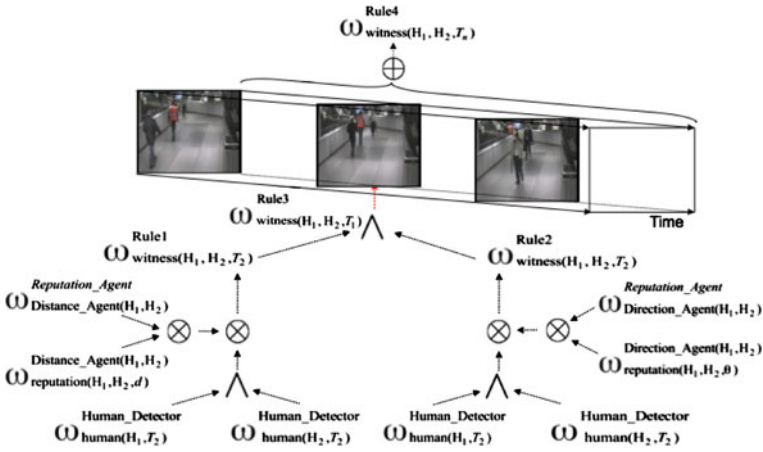 Rule4
ω witness(H₁, H₂, Tₙ)
⊕
Time
Rule3
ω witness(H₁, H₂, T₁)
∧
Rule1
ω witness(H₁, H₂, T₂)
Rule2
ω witness(H₁, H₂, T₂)
Reputation_Agent
ω Distance_Agent(H₁, H₂)
Reputation_Agent
ω Direction_Agent(H₁, H₂)
⊗ ⊗ ⊗ ⊗
Distance_Agent(H₁, H₂)
ω reputation(H₁, H₂, d)
Direction_Agent(H₁, H₂)
ω reputation(H₁, H₂, θ)
∧ ∧
Human_Detector
ω human(H₁, T₂)
Human_Detector
ω human(H₂, T₂)
Human_Detector
ω human(H₁, T₂)
Human_Detector
ω human(H₂, T₂)